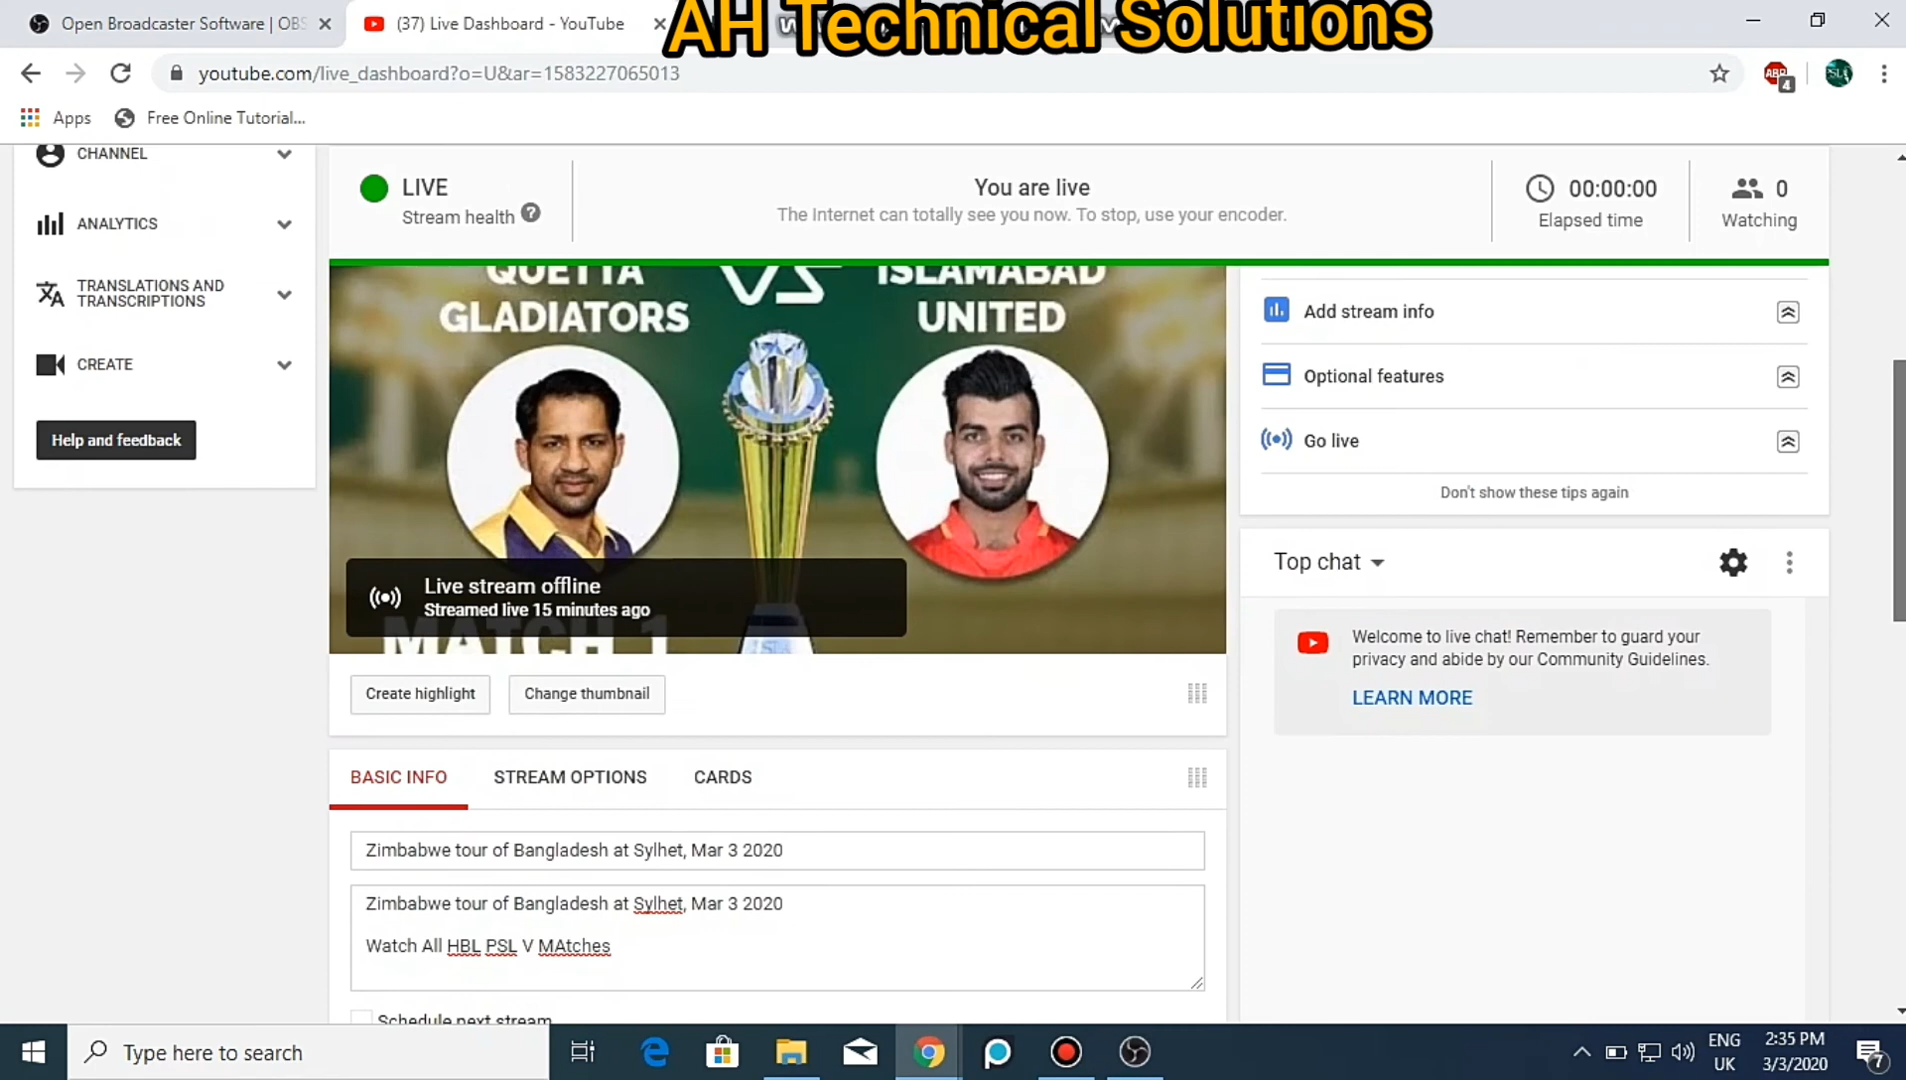 AH Technical Solutions
Open Broadcaster Software | OBS
(37) Live Dashboard - YouTube
youtube.com/live_dashboard?o=U&ar=1583227065013
ABP
4
PSL
Apps
Free Online Tutorial...
CHANNEL
ANALYTICS
TRANSLATIONS AND
TRANSCRIPTIONS
CREATE
Help and feedback
LIVE
Stream health
You are live
The Internet can totally see you now. To stop, use your encoder.
00:00:00
Elapsed time
0
Watching
QUETTA
GLADIATORS
VS
ISLAMABAD
UNITED
Live stream offline
Streamed live 15 minutes ago
MATCH 1
Create highlight
Change thumbnail
Add stream info
Optional features
Go live
Don't show these tips again
Top chat
Welcome to live chat! Remember to guard your
privacy and abide by our Community Guidelines.
LEARN MORE
BASIC INFO
STREAM OPTIONS
CARDS
Zimbabwe tour of Bangladesh at Sylhet, Mar 3 2020
Zimbabwe tour of Bangladesh at Sylhet, Mar 3 2020
Watch All HBL PSL V MAtches
Schedule next stream
Type here to search
ENG
UK
2:35 PM
3/3/2020
7